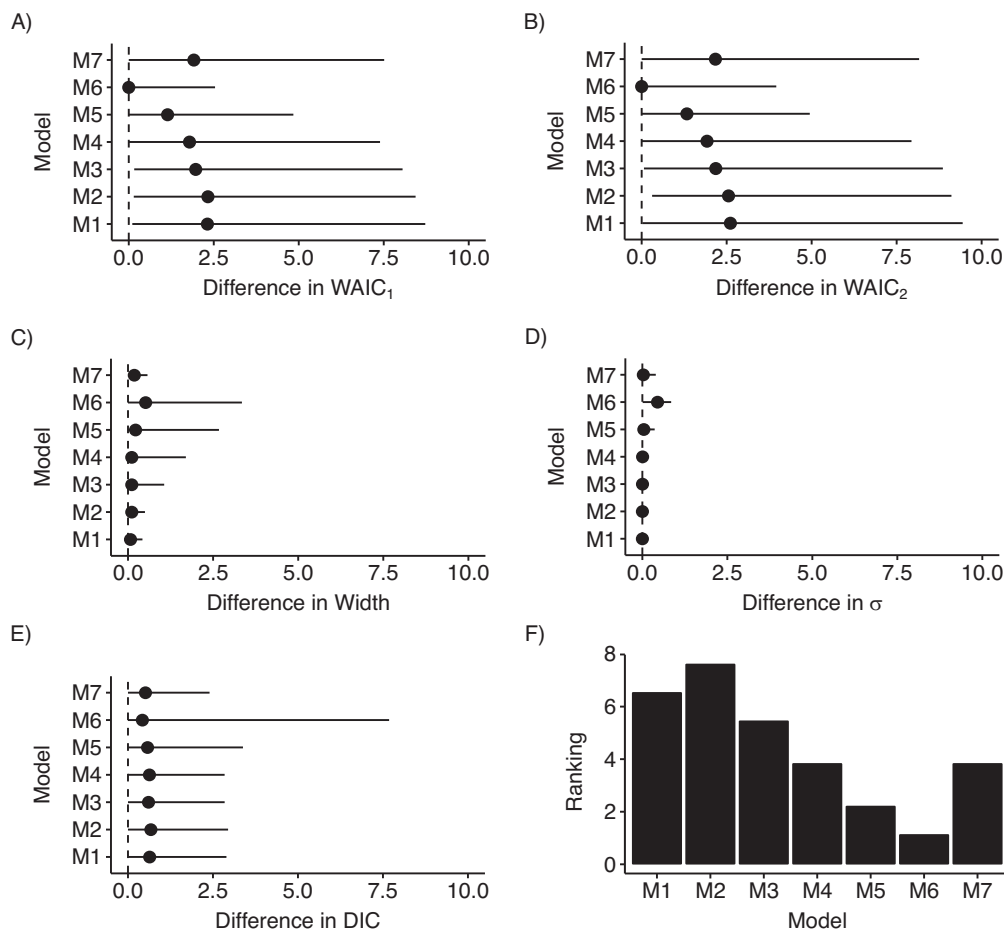 A)
Model
M7
M6
M5
M4
M3
M2
M1
0.0 2.5 5.0 7.5 10.0
Difference in WAIC₁
B)
Model
M7
M6
M5
M4
M3
M2
M1
0.0 2.5 5.0 7.5 10.0
Difference in WAIC₂
C)
Model
M7
M6
M5
M4
M3
M2
M1
0.0 2.5 5.0 7.5 10.0
Difference in Width
D)
Model
M7
M6
M5
M4
M3
M2
M1
0.0 2.5 5.0 7.5 10.0
Difference in σ
E)
Model
M7
M6
M5
M4
M3
M2
M1
0.0 2.5 5.0 7.5 10.0
Difference in DIC
F)
Ranking
8
6
4
2
0
M1 M2 M3 M4 M5 M6 M7
Model